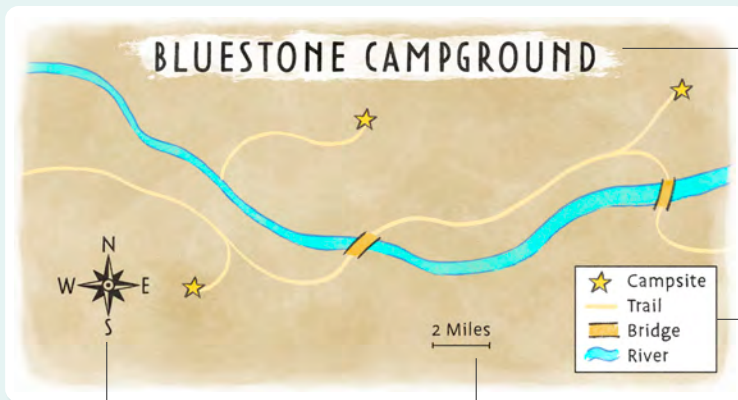 BLUESTONE CAMPGROUND
N
W E
S
2 Miles
Campsite
Trail
Bridge
River